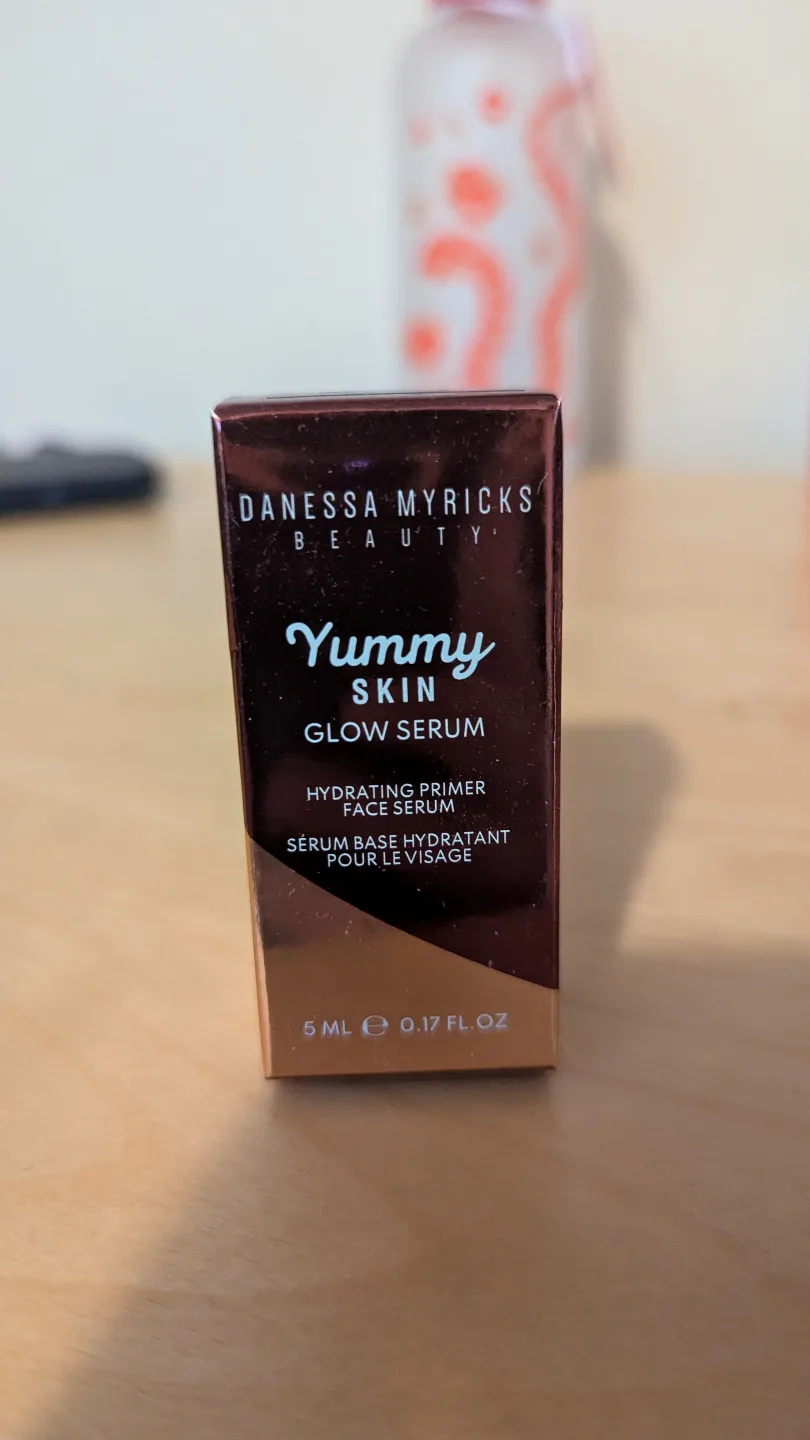 DANESSA MYRICKS
BEAUTY
Yummy
SKIN
GLOW SERUM
HYDRATING PRIMER
FACE SERUM
SÉRUM BASE HYDRATANT
POUR LE VISAGE
5 ML ℮ 0.17 FL.OZ